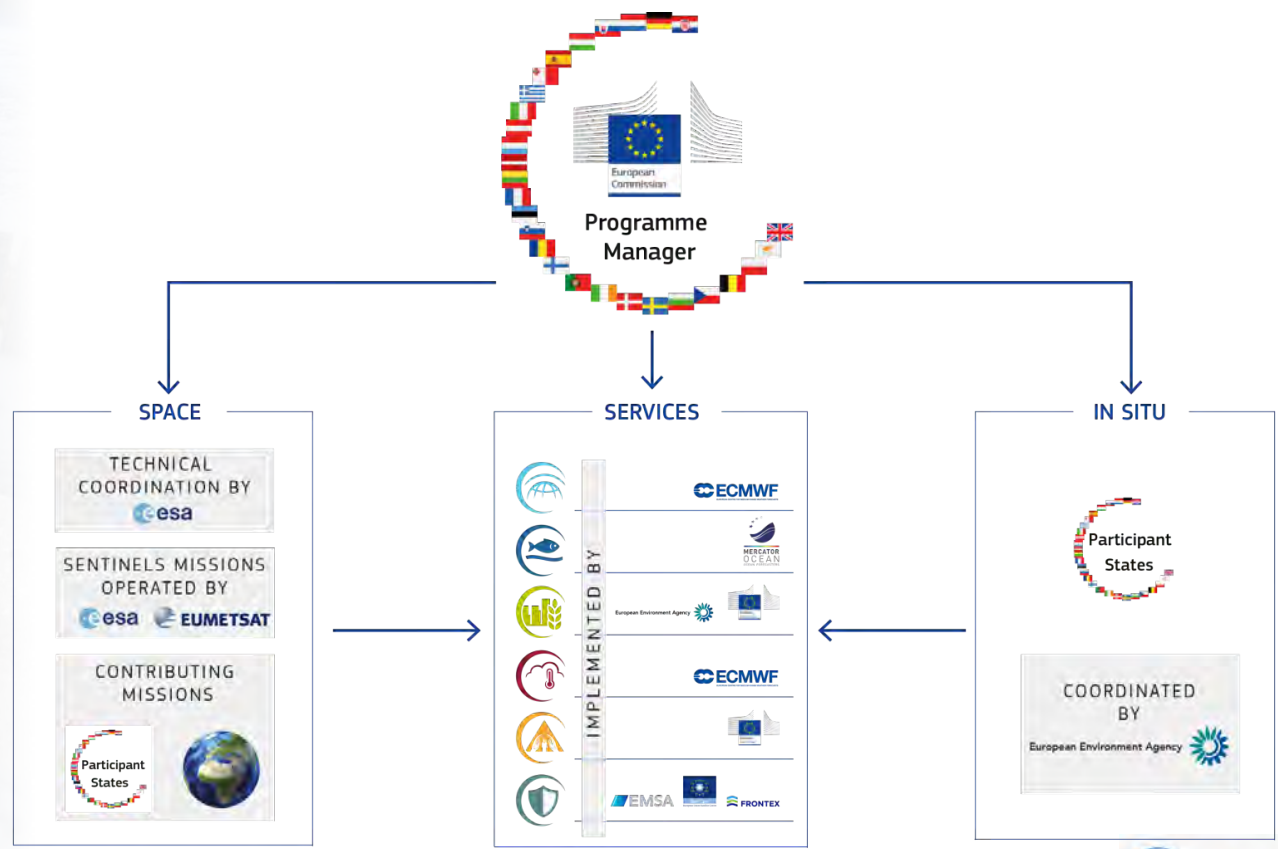 European
Commission
Programme
Manager
SPACE
TECHNICAL
COORDINATION BY
esa
SENTINELS MISSIONS
OPERATED BY
esa EUMETSAT
CONTRIBUTING
MISSIONS
Participant
States
SERVICES
IMPLEMENTED BY
ECMWF
MERCATOR
OCEAN
European Environment Agency
ECMWF
EMSA
FRONTEX
IN SITU
Participant
States
COORDINATED
BY
European Environment Agency